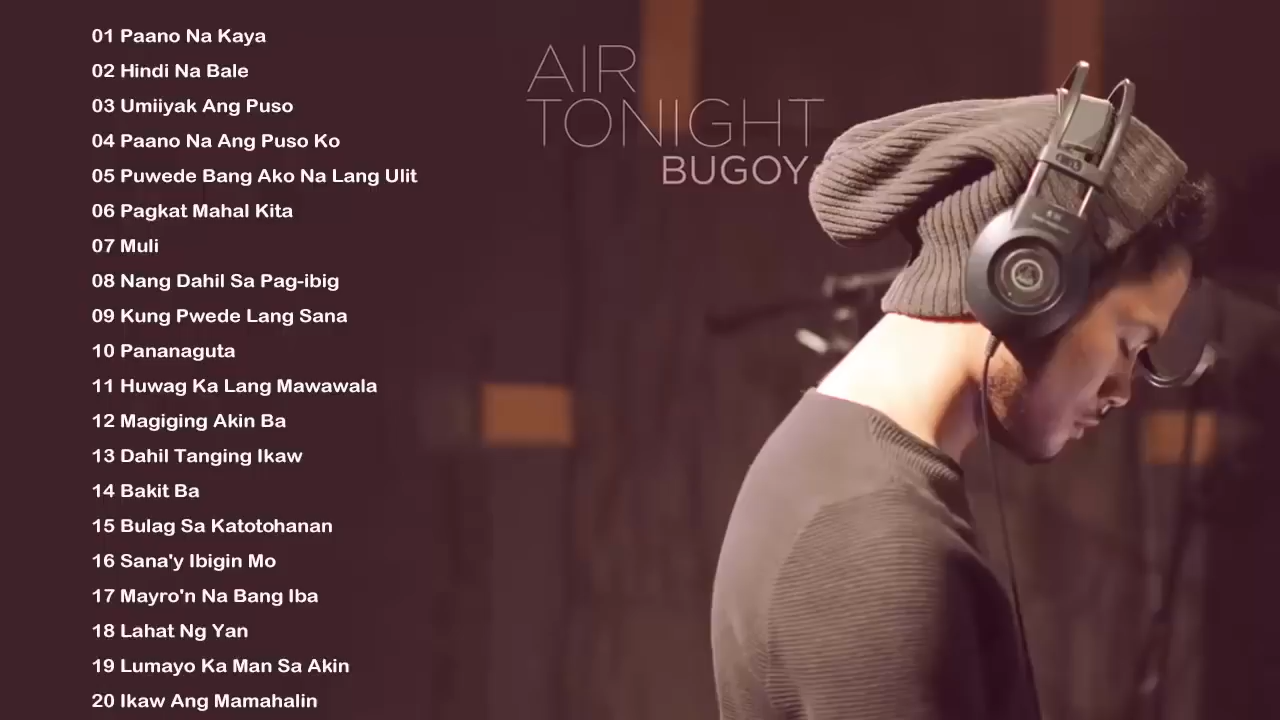 01 Paano Na Kaya
02 Hindi Na Bale
03 Umiiyak Ang Puso
04 Paano Na Ang Puso Ko
05 Puwede Bang Ako Na Lang Ulit
06 Pagkat Mahal Kita
07 Muli
08 Nang Dahil Sa Pag-ibig
09 Kung Pwede Lang Sana
10 Pananaguta
11 Huwag Ka Lang Mawawala
12 Magiging Akin Ba
13 Dahil Tanging Ikaw
14 Bakit Ba
15 Bulag Sa Katotohanan
16 Sana'y Ibigin Mo
17 Mayro'n Na Bang Iba
18 Lahat Ng Yan
19 Lumayo Ka Man Sa Akin
20 Ikaw Ang Mamahalin
AIR
TONIGHT
BUGOY